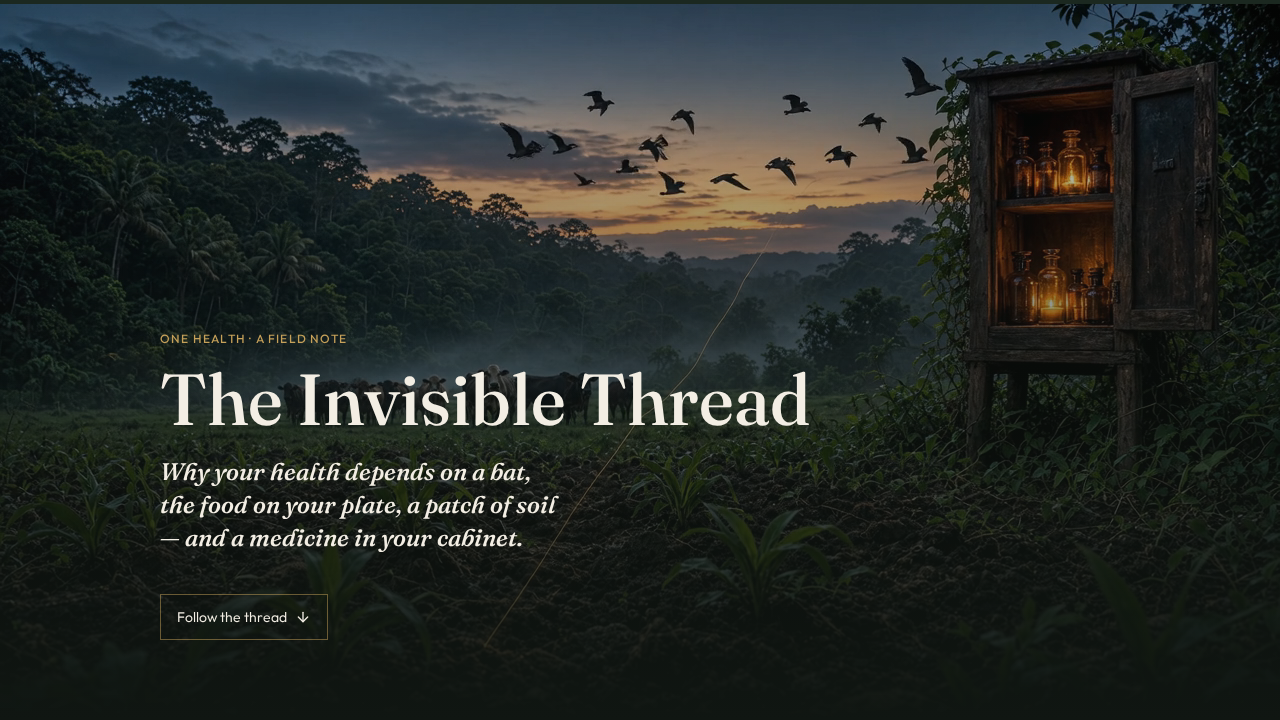 ONE HEALTH · A FIELD NOTE
The Invisible Thread
Why your health depends on a bat,
the food on your plate, a patch of soil
— and a medicine in your cabinet.
Follow the thread ↓